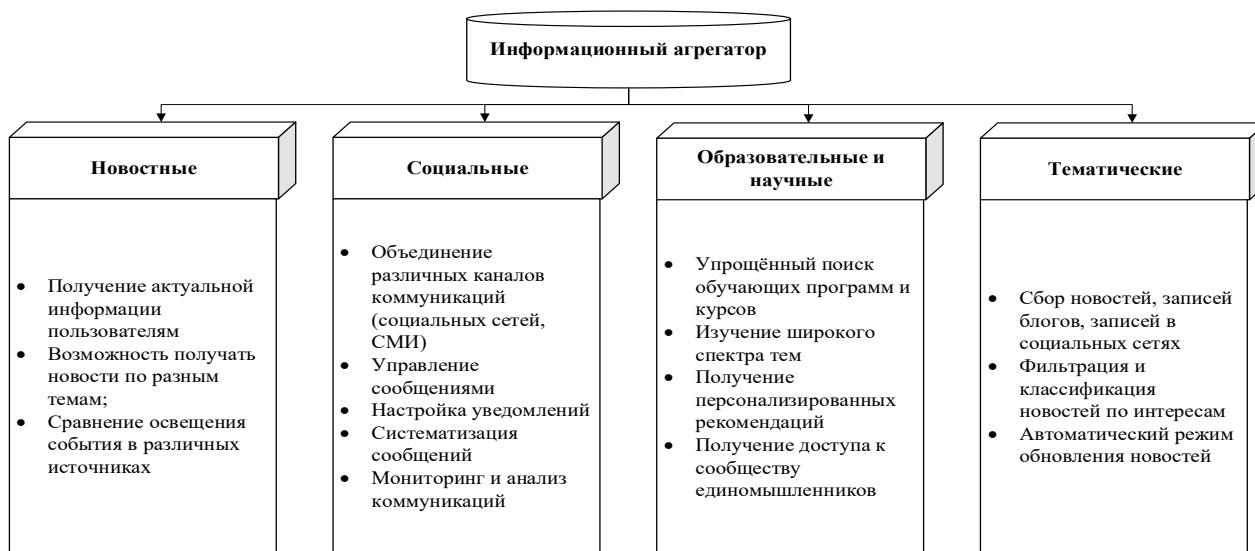 Информационный агрегатор
Новостные
• Получение актуальной
информации
пользователям
• Возможность получать
новости по разным
темам;
• Сравнение освещения
события в различных
источниках
Социальные
• Объединение
различных каналов
коммуникаций
(социальных сетей,
СМИ)
• Управление
сообщениями
• Настройка уведомлений
• Систематизация
сообщений
• Мониторинг и анализ
коммуникаций
Образовательные и
научные
• Упрощённый поиск
обучающих программ и
курсов
• Изучение широкого
спектра тем
• Получение
персонализированных
рекомендаций
• Получение доступа к
сообществу
единомышленников
Тематические
• Сбор новостей, записей
блогов, записей в
социальных сетях
• Фильтрация и
классификация
новостей по интересам
• Автоматический режим
обновления новостей